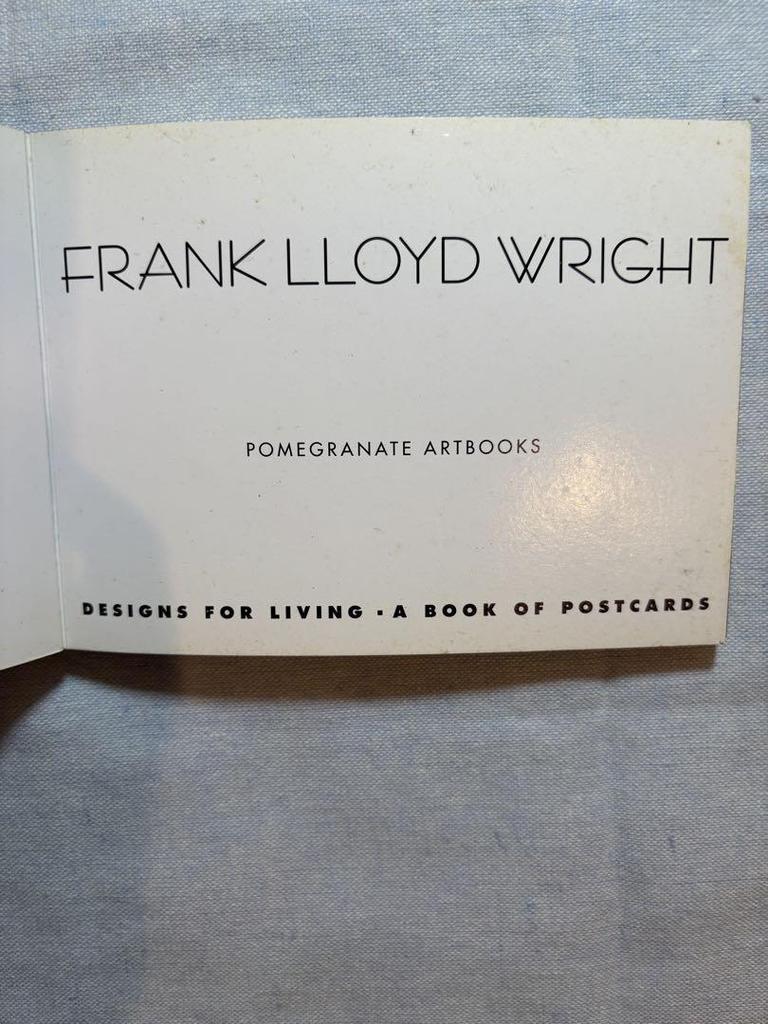 FRANK LLOYD WRIGHT
POMEGRANATE ARTBOOKS
DESIGNS FOR LIVING ▪ A BOOK OF POSTCARDS